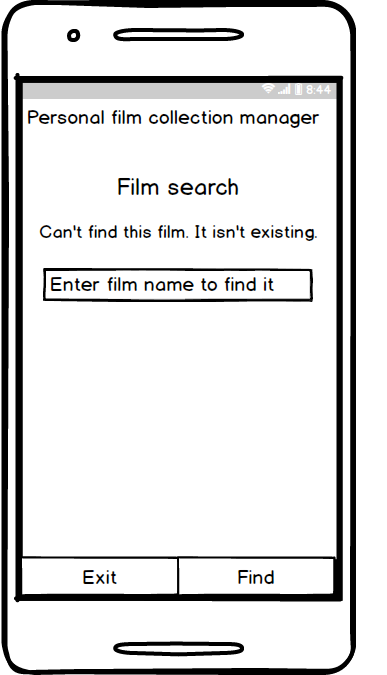 8:44
Personal film collection manager
Film search
Can't find this film. It isn't existing.
Enter film name to find it
Exit Find